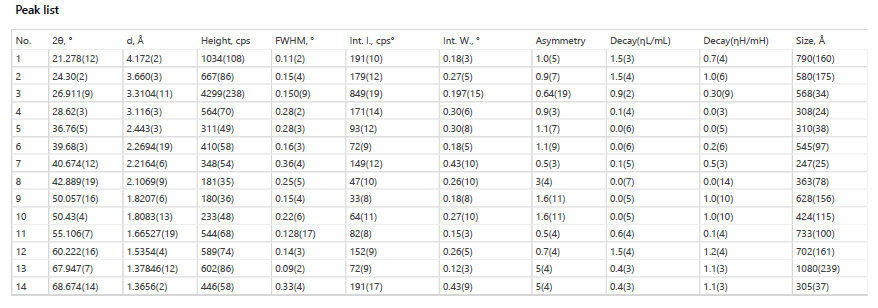 Peak list
No. 2θ, ° d, Å Height, cps FWHM, ° Int. I., cps° Int. W., ° Asymmetry Decay(ηL/mL) Decay(ηH/mH) Size, Å
1 21.278(12) 4.172(2) 1034(108) 0.11(2) 191(10) 0.18(3) 1.0(5) 1.5(3) 0.7(4) 790(160)
2 24.30(2) 3.660(3) 667(86) 0.15(4) 179(12) 0.27(5) 0.9(7) 1.5(4) 1.0(6) 580(175)
3 26.911(9) 3.3104(11) 4299(238) 0.150(9) 849(19) 0.197(15) 0.64(19) 0.9(2) 0.30(9) 568(34)
4 28.62(3) 3.116(3) 564(70) 0.28(2) 171(14) 0.30(6) 0.9(3) 0.1(4) 0.0(3) 308(24)
5 36.76(5) 2.443(3) 311(49) 0.28(3) 93(12) 0.30(8) 1.1(7) 0.0(6) 0.0(5) 310(38)
6 39.68(3) 2.2694(19) 410(58) 0.16(3) 72(9) 0.18(5) 1.1(9) 0.0(6) 0.2(6) 545(97)
7 40.674(12) 2.2164(6) 348(54) 0.36(4) 149(12) 0.43(10) 0.5(3) 0.1(5) 0.5(3) 247(25)
8 42.889(19) 2.1069(9) 181(35) 0.25(5) 47(10) 0.26(10) 3(4) 0.0(7) 0.0(14) 363(78)
9 50.057(16) 1.8207(6) 180(36) 0.15(4) 33(8) 0.18(8) 1.6(11) 0.0(5) 1.0(10) 628(156)
10 50.43(4) 1.8083(13) 233(48) 0.22(6) 64(11) 0.27(10) 1.6(11) 0.0(5) 1.0(10) 424(115)
11 55.106(7) 1.66527(19) 544(68) 0.128(17) 82(8) 0.15(3) 0.5(4) 0.6(4) 0.1(4) 733(100)
12 60.222(16) 1.5354(4) 589(74) 0.14(3) 152(9) 0.26(5) 0.7(4) 1.5(4) 1.2(4) 702(161)
13 67.947(7) 1.37846(12) 602(86) 0.09(2) 72(9) 0.12(3) 5(4) 0.4(3) 1.1(3) 1080(239)
14 68.674(14) 1.3656(2) 446(58) 0.33(4) 191(17) 0.43(9) 5(4) 0.4(3) 1.1(3) 305(37)